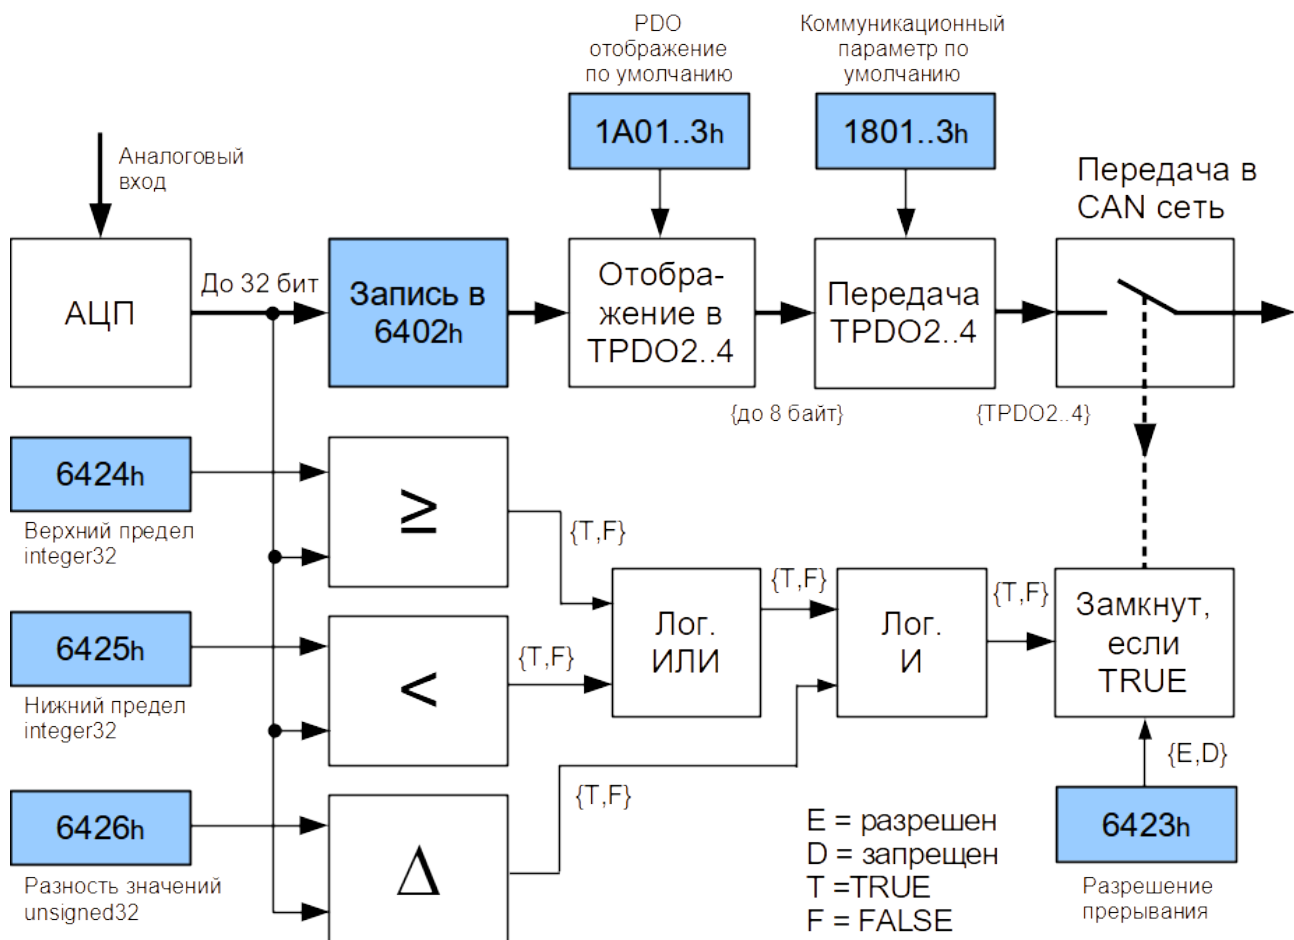 PDO
отображение
по умолчанию
Коммуникационный
параметр по
умолчанию
1A01..3h
1801..3h
Аналоговый
вход
Передача в
CAN сеть
АЦП
До 32 бит
Запись в
6402h
Отобра-
жение в
TPDO2..4
Передача
TPDO2..4
{до 8 байт}
{TPDO2..4}
6424h
Верхний предел
integer32
≥
{T,F}
6425h
Нижний предел
integer32
<
{T,F}
Лог.
ИЛИ
{T,F}
Лог.
И
{T,F}
Замкнут,
если
TRUE
{E,D}
6426h
Разность значений
unsigned32
Δ
{T,F}
E = разрешен
D = запрещен
T =TRUE
F = FALSE
6423h
Разрешение
прерывания